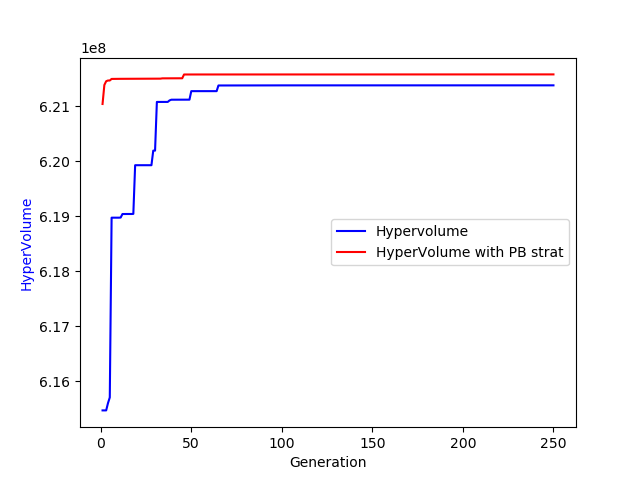 1e8
6.21
6.20
6.19
6.18
6.17
6.16
HyperVolume
Hypervolume
HyperVolume with PB strat
0
50
100
150
200
250
Generation